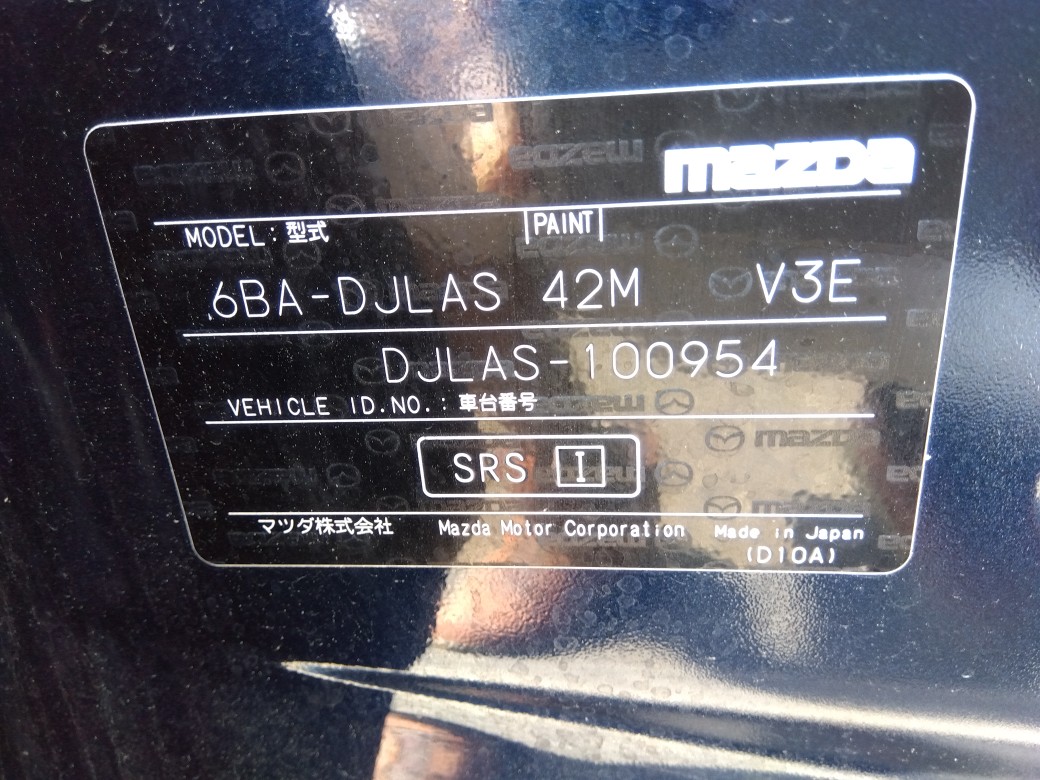 mazda
MODEL: 型式 PAINT
6BA-DJLAS 42M V3E
DJLAS-100954
VEHICLE ID.NO.: 車台番号
SRS I
マツダ株式会社 Mazda Motor Corporation Made in Japan
(D10A)